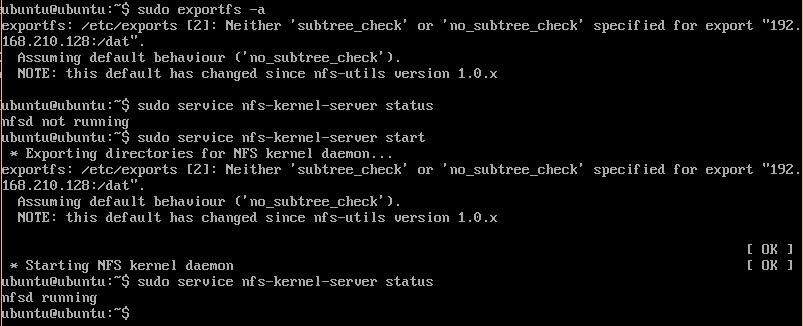 ubuntu@ubuntu:~$ sudo exportfs -a
exportfs: /etc/exports [2]: Neither 'subtree_check' or 'no_subtree_check' specified for export "192.
168.210.128:/dat".
  Assuming default behaviour ('no_subtree_check').
  NOTE: this default has changed since nfs-utils version 1.0.x

ubuntu@ubuntu:~$ sudo service nfs-kernel-server status
nfsd not running
ubuntu@ubuntu:~$ sudo service nfs-kernel-server start
 * Exporting directories for NFS kernel daemon...
exportfs: /etc/exports [2]: Neither 'subtree_check' or 'no_subtree_check' specified for export "192.
168.210.128:/dat".
  Assuming default behaviour ('no_subtree_check').
  NOTE: this default has changed since nfs-utils version 1.0.x

[ OK ]
 * Starting NFS kernel daemon [ OK ]
ubuntu@ubuntu:~$ sudo service nfs-kernel-server status
nfsd running
ubuntu@ubuntu:~$